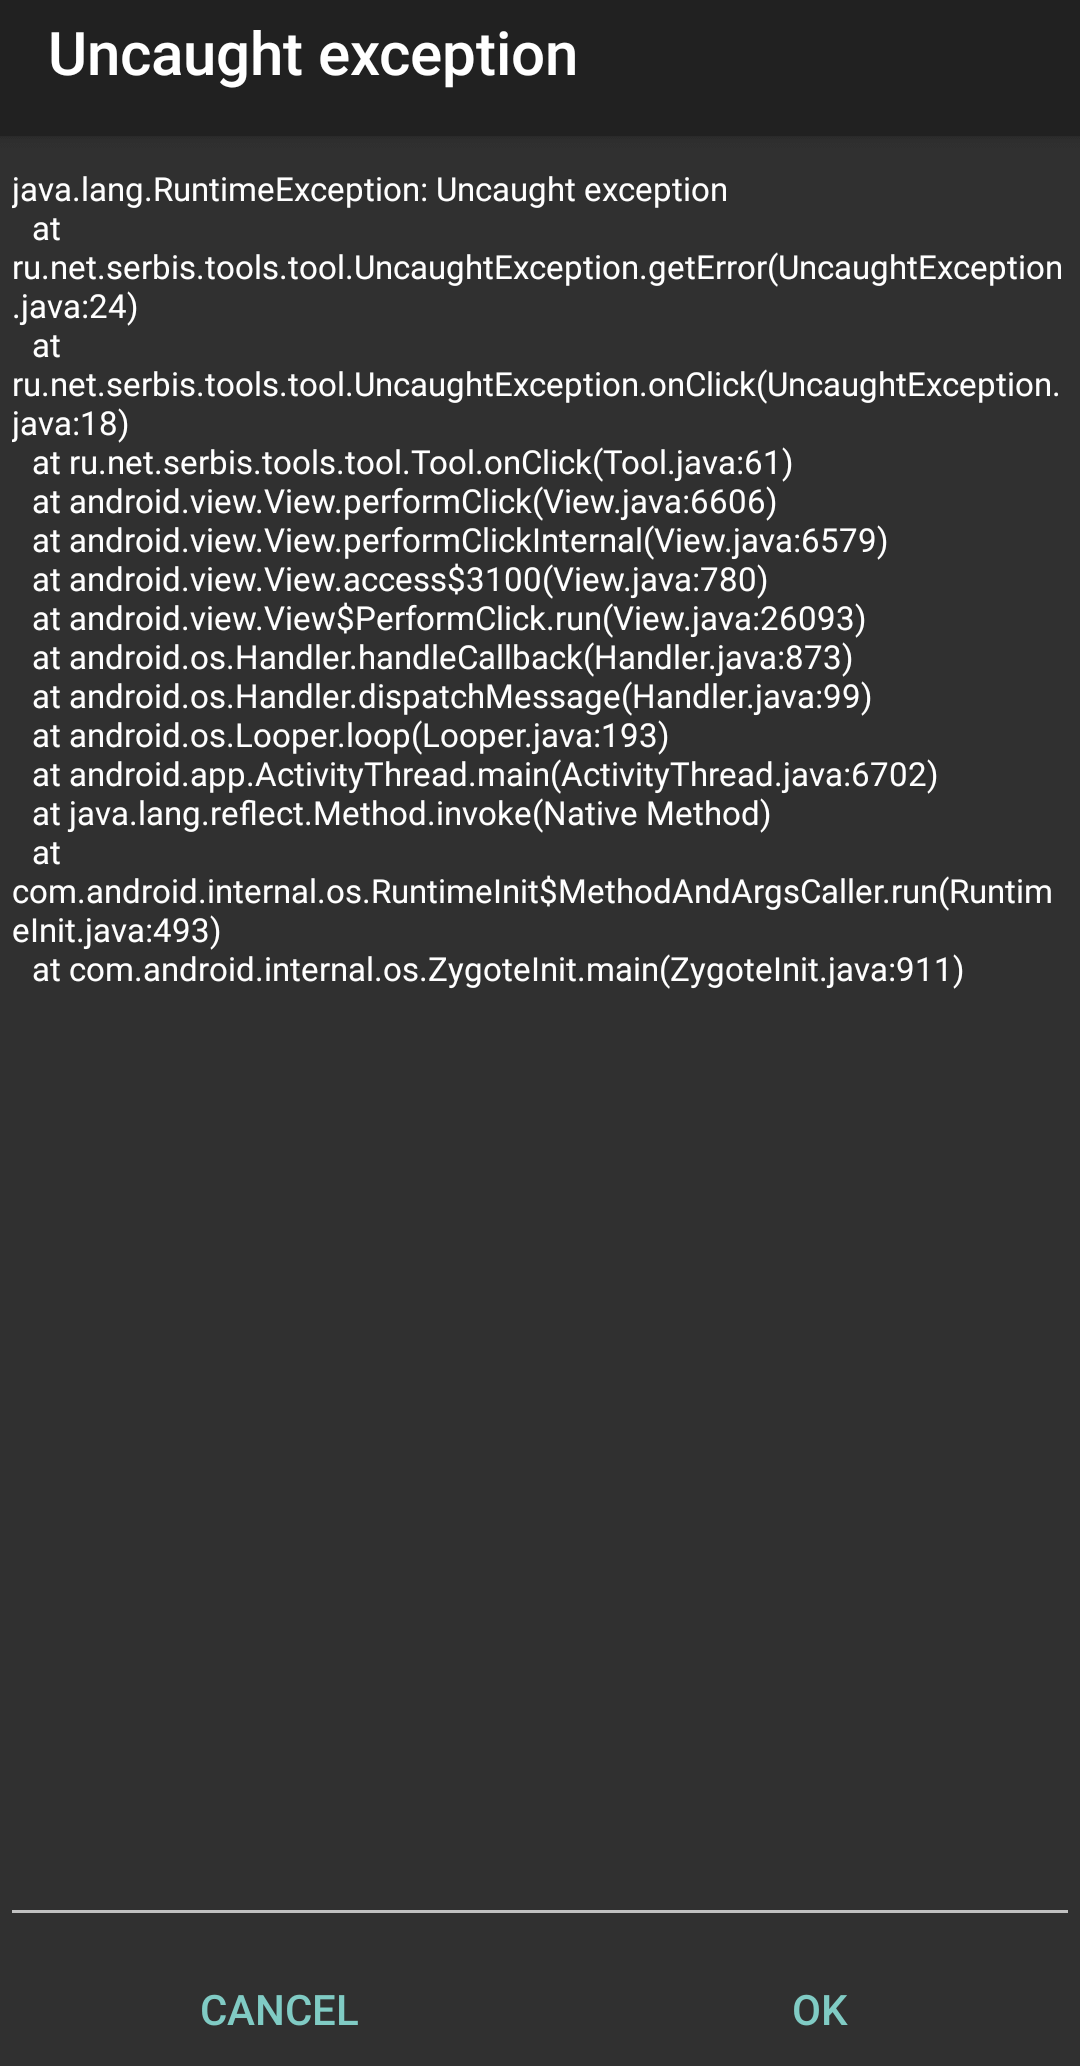 Uncaught exception
java.lang.RuntimeException: Uncaught exception
at
ru.net.serbis.tools.tool.UncaughtException.getError(UncaughtException
.java:24)
at
ru.net.serbis.tools.tool.UncaughtException.onClick(UncaughtException.
java:18)
at ru.net.serbis.tools.tool.Tool.onClick(Tool.java:61)
at android.view.View.performClick(View.java:6606)
at android.view.View.performClickInternal(View.java:6579)
at android.view.View.access$3100(View.java:780)
at android.view.View$PerformClick.run(View.java:26093)
at android.os.Handler.handleCallback(Handler.java:873)
at android.os.Handler.dispatchMessage(Handler.java:99)
at android.os.Looper.loop(Looper.java:193)
at android.app.ActivityThread.main(ActivityThread.java:6702)
at java.lang.reflect.Method.invoke(Native Method)
at
com.android.internal.os.RuntimeInit$MethodAndArgsCaller.run(Runtim
eInit.java:493)
at com.android.internal.os.ZygoteInit.main(ZygoteInit.java:911)
CANCEL
OK